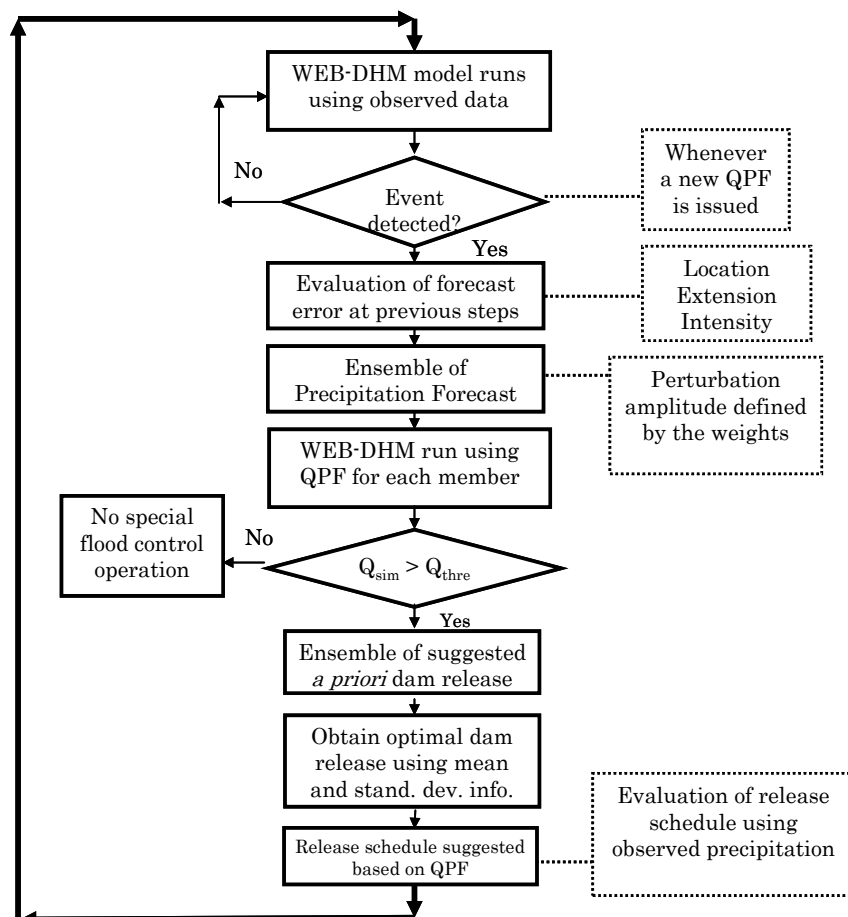 WEB-DHM model runs
using observed data
No
Event
detected?
Whenever
a new QPF
is issued
Yes
Evaluation of forecast
error at previous steps
Location
Extension
Intensity
Ensemble of
Precipitation Forecast
Perturbation
amplitude defined
by the weights
WEB-DHM run using
QPF for each member
No special
flood control
operation
No
Qsim > Qthre
Yes
Ensemble of suggested
a priori dam release
Obtain optimal dam
release using mean
and stand. dev. info.
Release schedule suggested
based on QPF
Evaluation of release
schedule using
observed precipitation